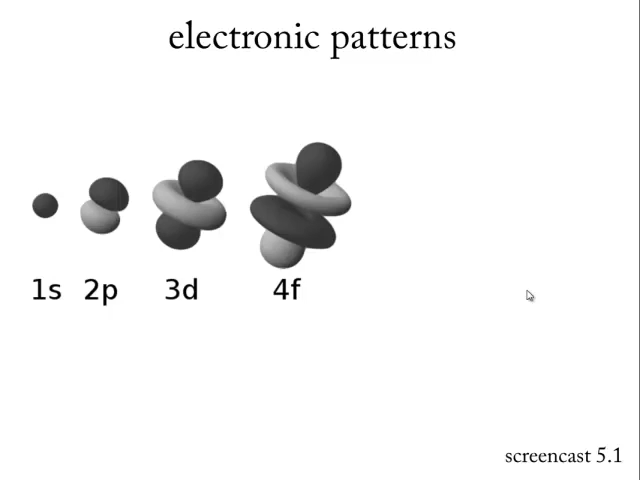 electronic patterns
1s 2p 3d 4f
screencast 5.1